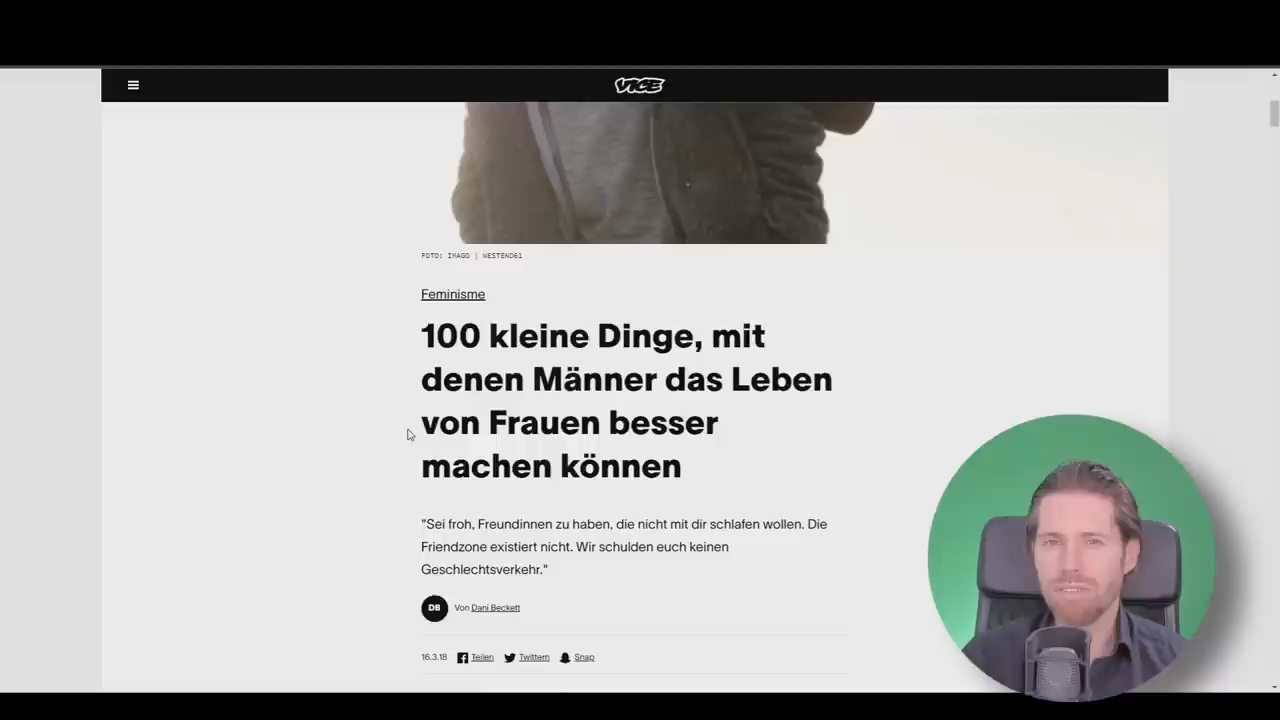 VICE
FOTO: IMAGO | WESTEND61
Feminisme
100 kleine Dinge, mit
denen Männer das Leben
von Frauen besser
machen können
"Sei froh, Freundinnen zu haben, die nicht mit dir schlafen wollen. Die
Friendzone existiert nicht. Wir schulden euch keinen
Geschlechtsverkehr."
DB Von Dani Beckett
16.3.18 Teilen Twittern Snap